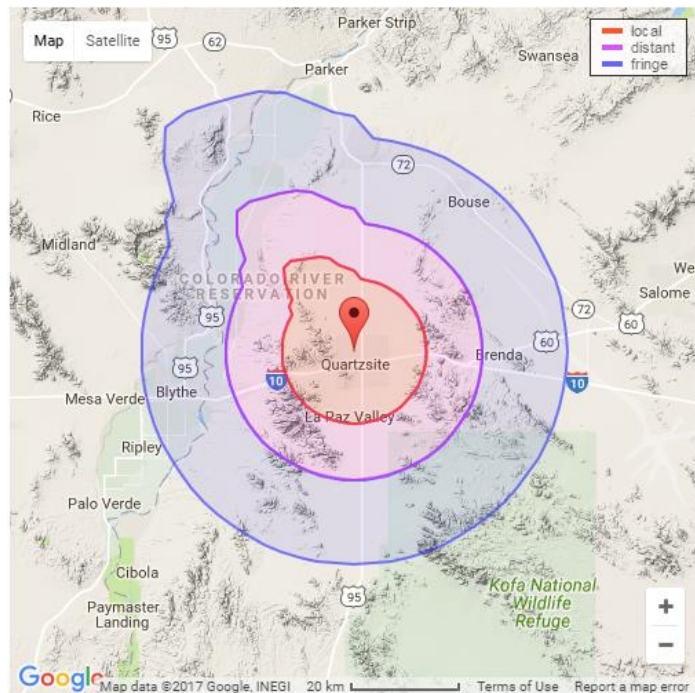 Map Satellite
95
62
Parker Strip
local
distant
fringe
Swansea
Parker
Rice
72
Bouse
Midland
COLORADO RIVER
RESERVATION
We
Salome
72
60
95
60
Quartzsite
Brenda
95
10
10
Mesa Verde
Blythe
La Paz Valley
Ripley
Palo Verde
Cibola
Kofa National
Wildlife
Refuge
Paymaster
Landing
95
+
−
Google
Map data ©2017 Google, INEGI 20 km Terms of Use Report a map error